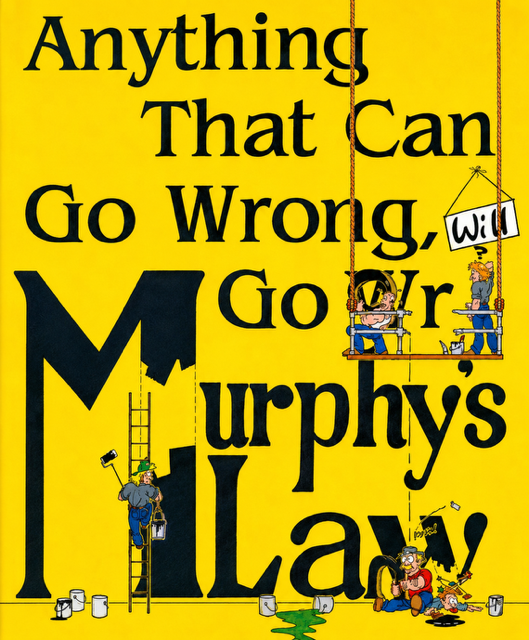 Anything
That Can
Go Wrong,
Will
Go Wr
Murphy's
Law